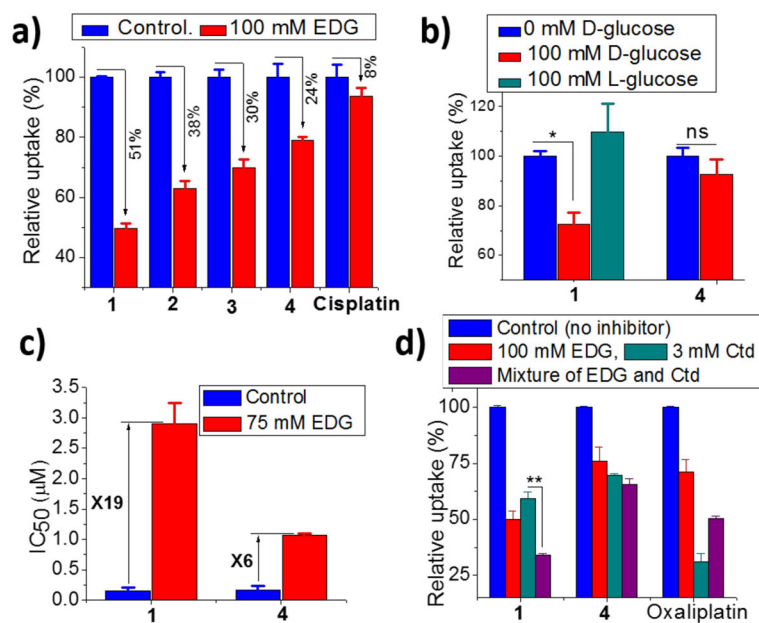 a)
Control. 100 mM EDG
Relative uptake (%)
100
80
60
40
51%
38%
30%
24%
8%
1 2 3 4 Cisplatin
b)
0 mM D-glucose
100 mM D-glucose
100 mM L-glucose
Relative uptake (%)
120
100
80
60
*
ns
1 4
c)
Control
75 mM EDG
IC50 (μM)
3.5
3.0
2.5
2.0
1.5
1.0
0.5
0.0
X19
X6
1 4
d)
Control (no inhibitor)
100 mM EDG, 3 mM Ctd
Mixture of EDG and Ctd
Relative uptake (%)
100
75
50
25
**
1 4 Oxaliplatin